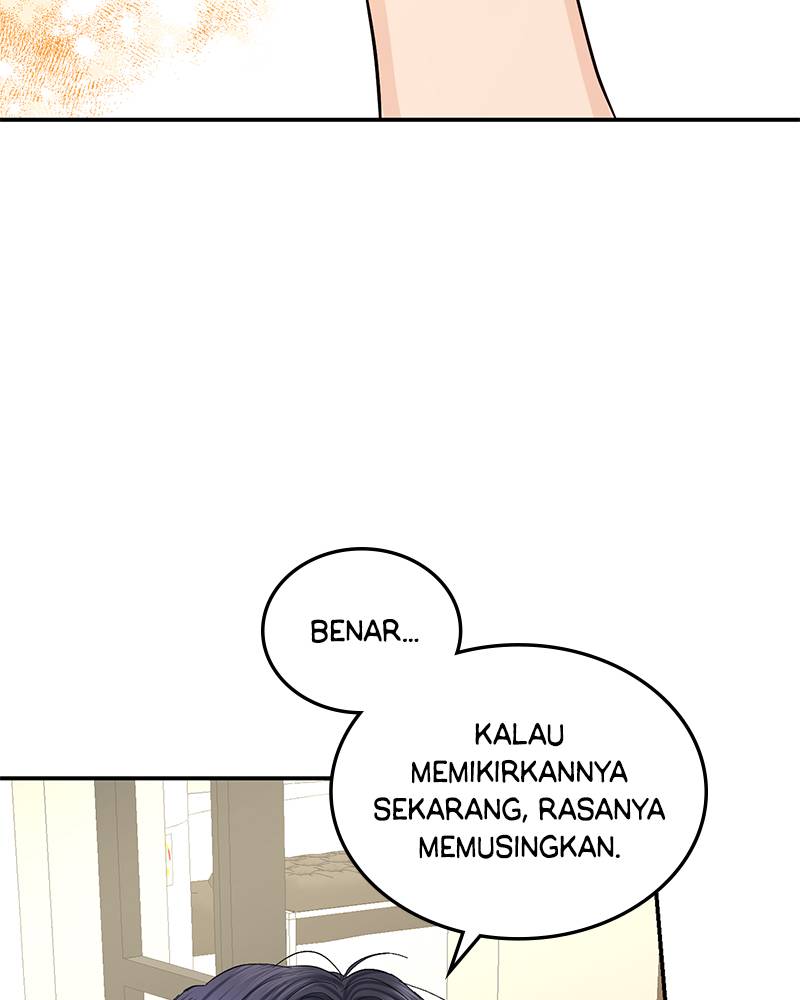 BENAR...
KALAU
MEMIKIRKANNYA
SEKARANG, RASANYA
MEMUSINGKAN.